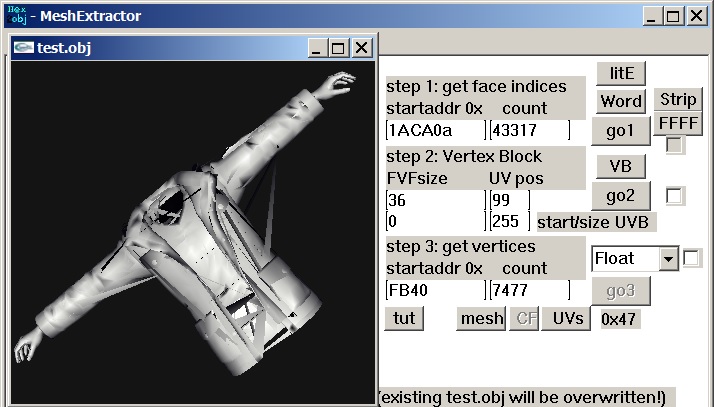 Hex obj - MeshExtractor
test.obj
litE
step 1: get face indices
startaddr 0x count
Word
Strip
1ACA0a 43317
go1
FFFF
step 2: Vertex Block
VB
FVFsize UV pos
36 99
go2
0 255 start/size UVB
step 3: get vertices
Float
startaddr 0x count
FB40 7477
go3
tut mesh CF UVs 0x47
(existing test.obj will be overwritten!)